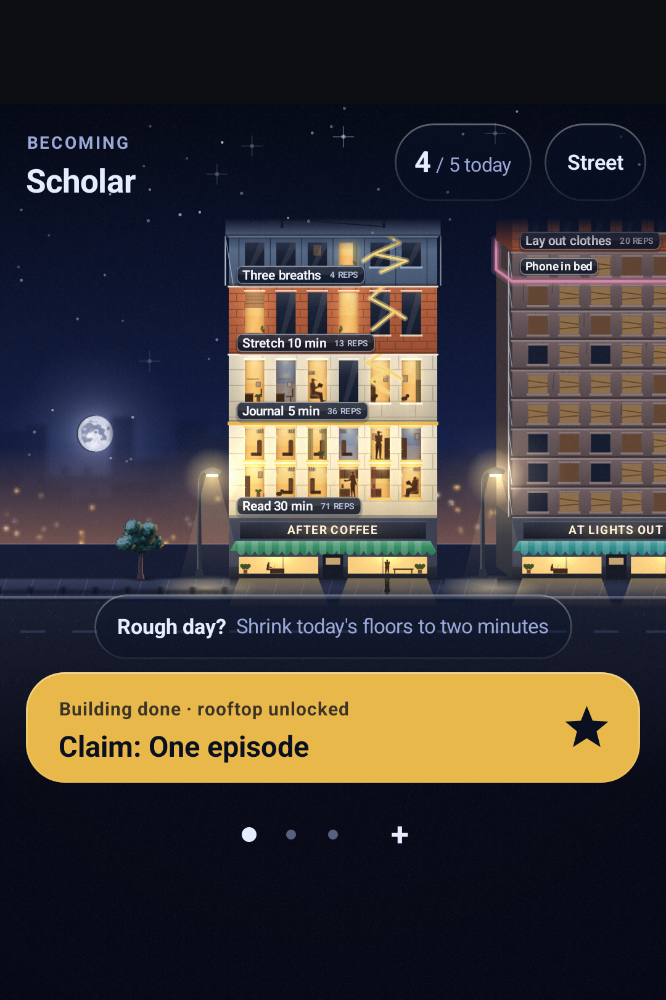 BECOMING
Scholar
4 / 5 today
Street
Lay out clothes 20 REPS
Phone in bed
Three breaths 4 REPS
Stretch 10 min 13 REPS
Journal 5 min 36 REPS
Read 30 min 71 REPS
AFTER COFFEE
AT LIGHTS OUT
Rough day? Shrink today's floors to two minutes
Building done · rooftop unlocked
Claim: One episode
+